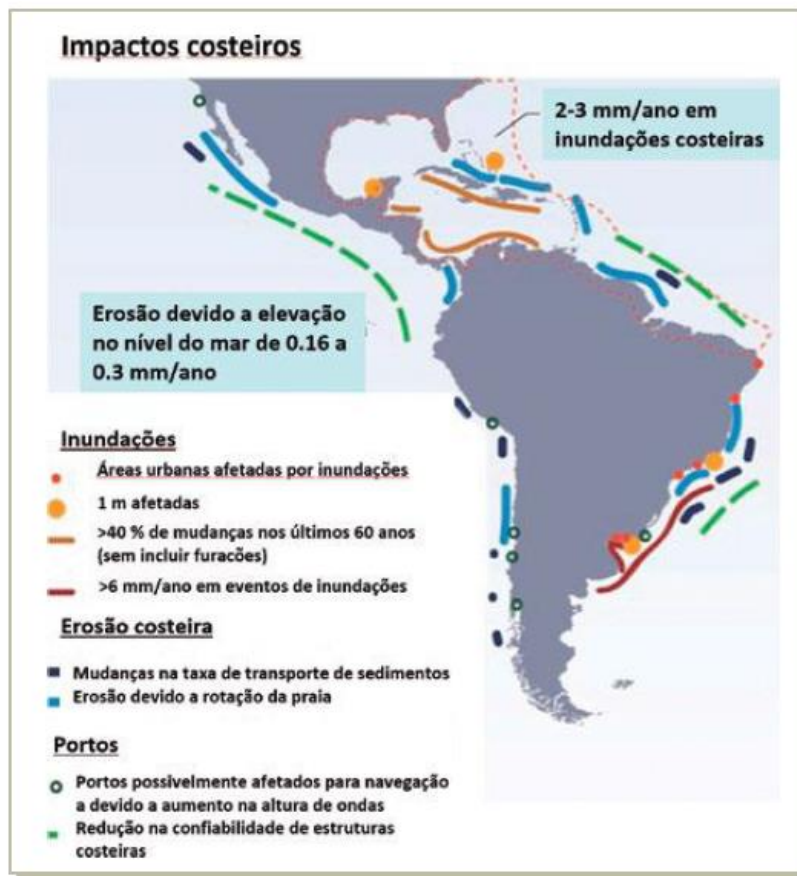 Impactos costeiros
2-3 mm/ano em
inundações costeiras
Erosão devido a elevação
no nível do mar de 0.16 a
0.3 mm/ano
Inundações
Áreas urbanas afetadas por inundações
1 m afetadas
>40 % de mudanças nos últimos 60 anos
(sem incluir furacões)
>6 mm/ano em eventos de inundações
Erosão costeira
Mudanças na taxa de transporte de sedimentos
Erosão devido a rotação da praia
Portos
Portos possivelmente afetados para navegação
a devido a aumento na altura de ondas
Redução na confiabilidade de estruturas
costeiras